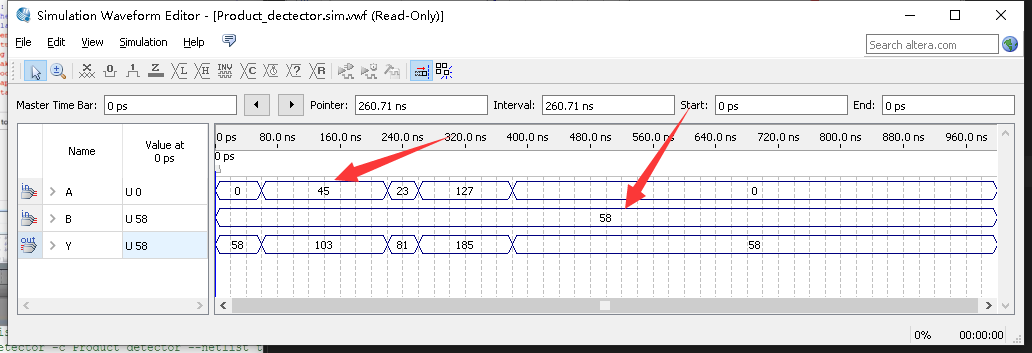 Simulation Waveform Editor - [Product_dectector.sim.vwf (Read-Only)]
File Edit View Simulation Help
Search altera.com
Master Time Bar: 0 ps Pointer: 260.71 ns Interval: 260.71 ns Start: 0 ps End: 0 ps
Name Value at
0 ps
0 ps 80.0 ns 160.0 ns 240.0 ns 320.0 ns 400.0 ns 480.0 ns 560.0 ns 640.0 ns 720.0 ns 800.0 ns 880.0 ns 960.0 ns
0 ps
in A U 0 0 45 23 127 0
in B U 58 58
out Y U 58 58 103 81 185 58
0% 00:00:00
etector -c Product_detector --netlist_t